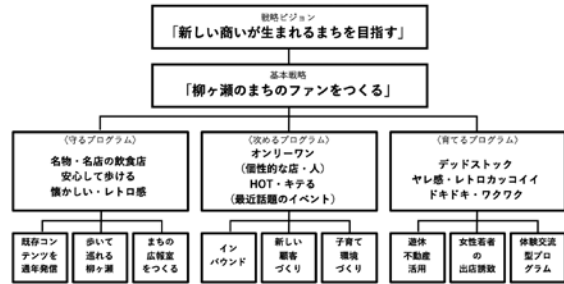 戦略ビジョン
「新しい商いが生まれるまちを目指す」
基本戦略
「柳ヶ瀬のまちのファンをつくる」
〈守るプログラム〉
名物・名店の飲食店
安心して歩ける
懐かしい・レトロ感
〈攻めるプログラム〉
オンリーワン
(個性的な店・人)
HOT・キテる
(最近話題のイベント)
〈育てるプログラム〉
デッドストック
ヤレ感・レトロカッコイイ
ドキドキ・ワクワク
既存コン
テンツを
通年発信
歩いて
巡れる
柳ヶ瀬
まちの
広報室
をつくる
イン
バウンド
新しい
顧客
づくり
子育て
環境
づくり
遊休
不動産
活用
女性若者
の
出店誘致
体験交流
型プロ
グラム